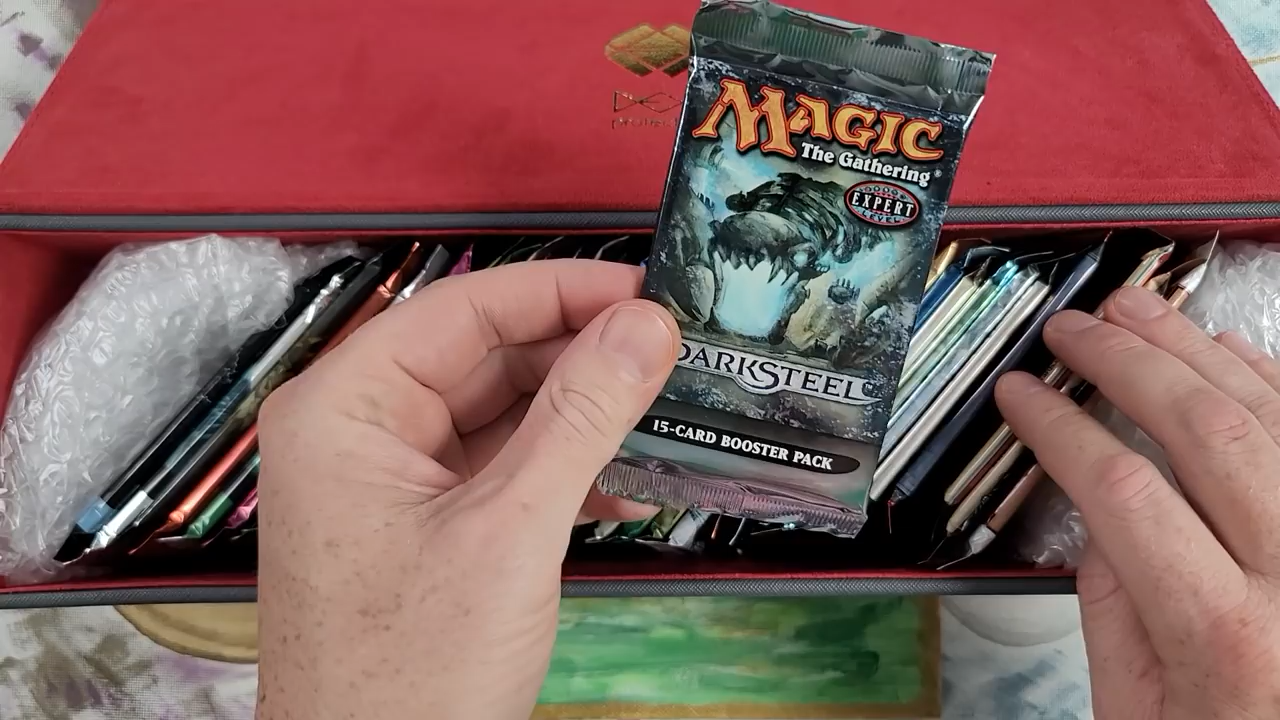 MAGIC
The Gathering®
EXPERT
LEVEL
DARKSTEEL
15-CARD BOOSTER PACK